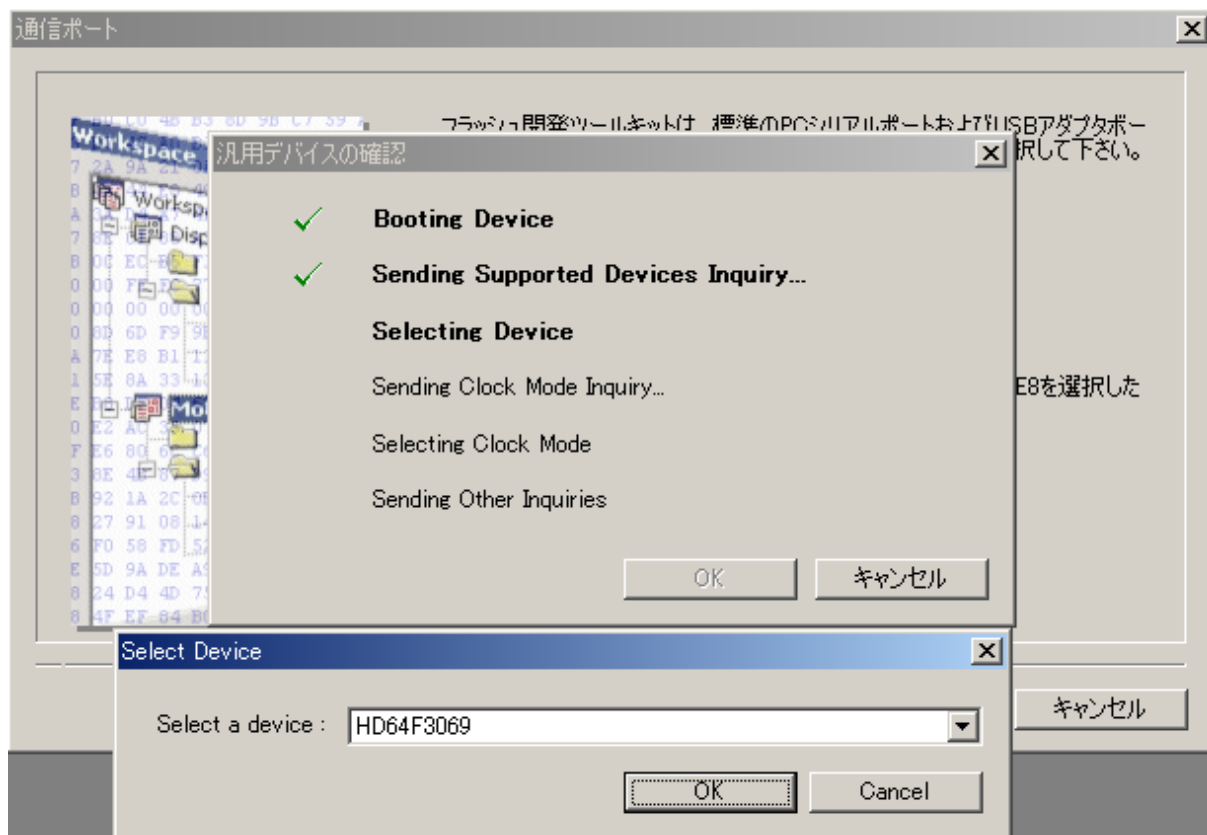 通信ポート
フラッシュ開発ツールキットは、標準のPCシリアルポートおよびUSBアダプタボー
択して下さい。
Workspace
汎用デバイスの確認
Booting Device
Sending Supported Devices Inquiry...
Selecting Device
Sending Clock Mode Inquiry...
E8を選択した
Selecting Clock Mode
Sending Other Inquiries
OK
キャンセル
Select Device
Select a device :
HD64F3069
キャンセル
OK
Cancel